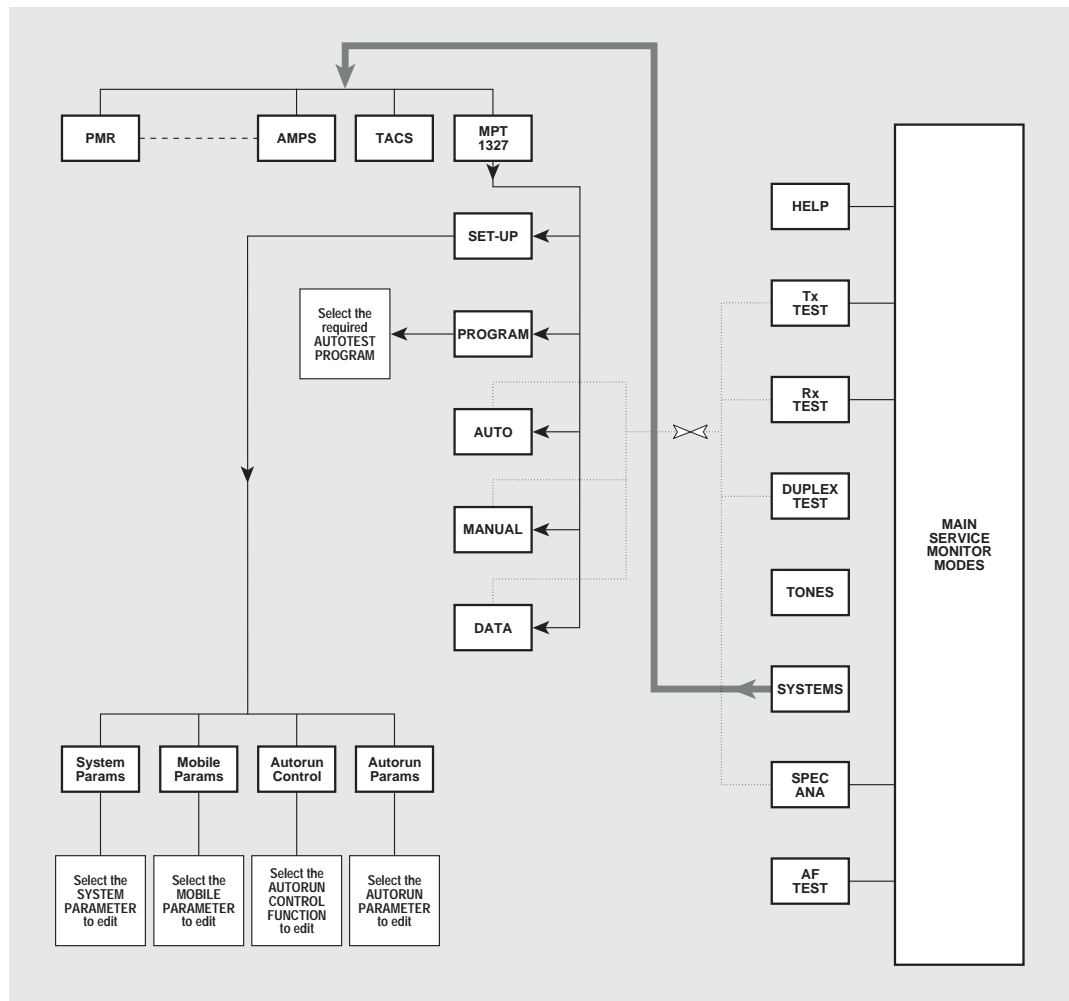 PMR
AMPS
TACS
MPT
1327
SET-UP
Select the
required
AUTOTEST
PROGRAM
PROGRAM
AUTO
MANUAL
DATA
System
Params
Mobile
Params
Autorun
Control
Autorun
Params
Select the
SYSTEM
PARAMETER
to edit
Select the
MOBILE
PARAMETER
to edit
Select the
AUTORUN
CONTROL
FUNCTION
to edit
Select the
AUTORUN
PARAMETER
to edit
HELP
Tx
TEST
Rx
TEST
DUPLEX
TEST
TONES
SYSTEMS
SPEC
ANA
AF
TEST
MAIN
SERVICE
MONITOR
MODES